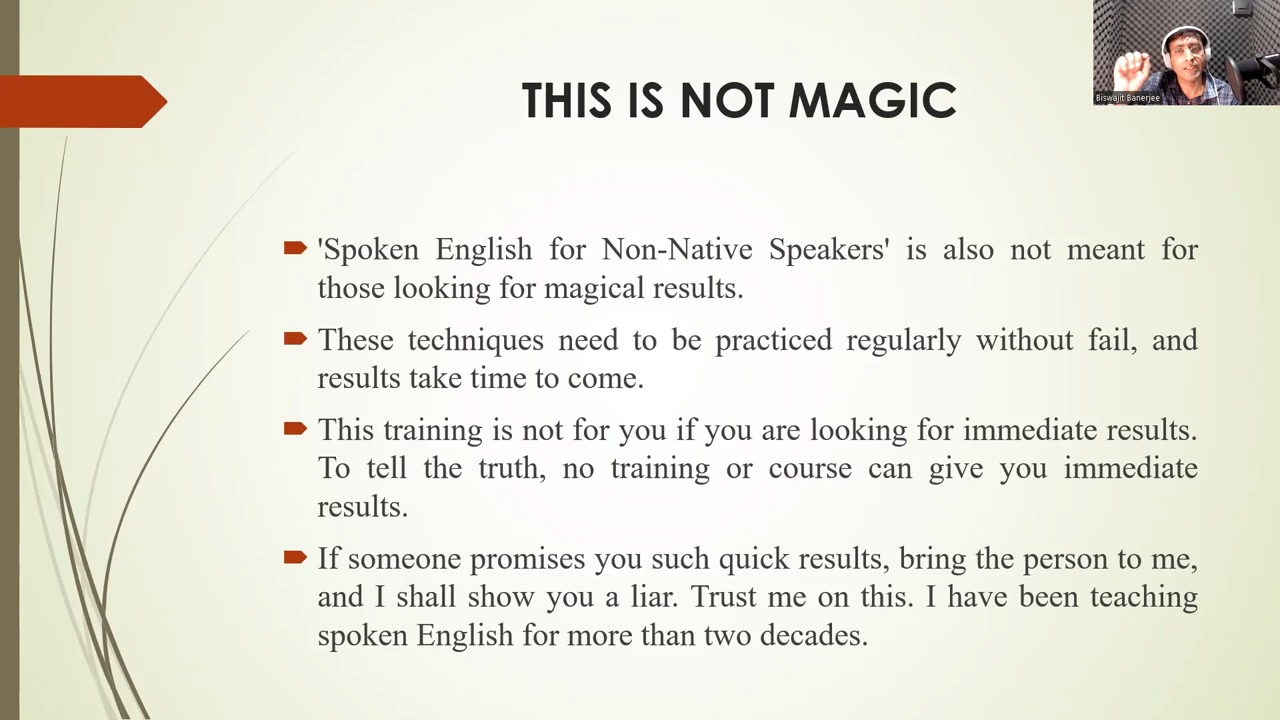 THIS IS NOT MAGIC
Biswajit Banerjee
'Spoken English for Non-Native Speakers' is also not meant for
those looking for magical results.
These techniques need to be practiced regularly without fail, and
results take time to come.
This training is not for you if you are looking for immediate results.
To tell the truth, no training or course can give you immediate
results.
If someone promises you such quick results, bring the person to me,
and I shall show you a liar. Trust me on this. I have been teaching
spoken English for more than two decades.